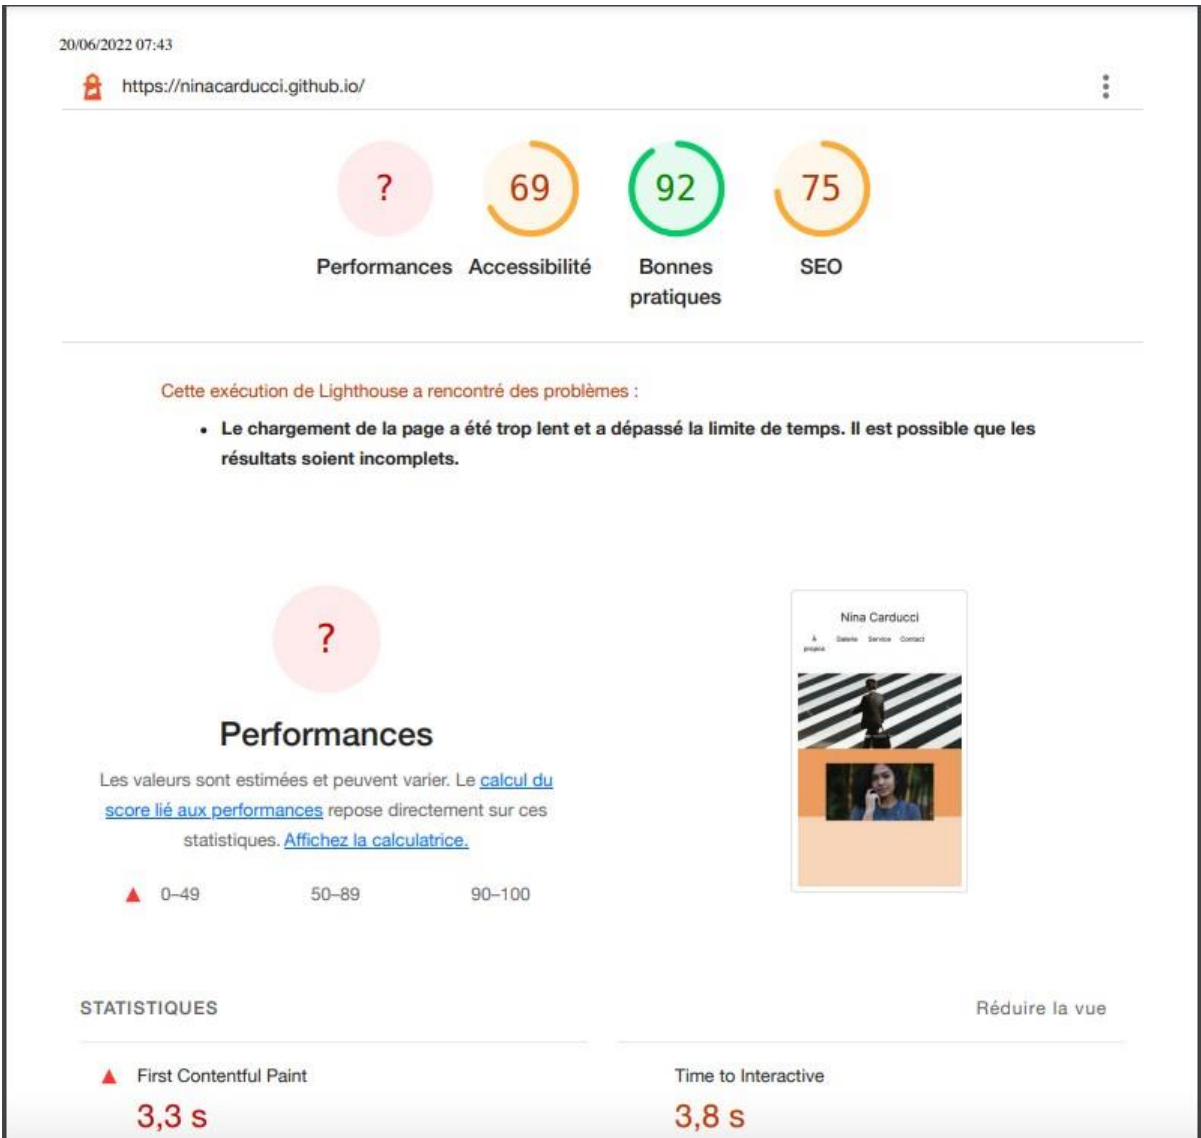 20/06/2022 07:43
https://ninacarducci.github.io/
?
69
92
75
Performances
Accessibilité
Bonnes
pratiques
SEO
Cette exécution de Lighthouse a rencontré des problèmes :
• Le chargement de la page a été trop lent et a dépassé la limite de temps. Il est possible que les
résultats soient incomplets.
?
Performances
Les valeurs sont estimées et peuvent varier. Le calcul du
score lié aux performances repose directement sur ces
statistiques. Affichez la calculatrice.
0–49
50–89
90–100
Nina Carducci
À
propos
Galerie
Service
Contact
STATISTIQUES
Réduire la vue
First Contentful Paint
3,3 s
Time to Interactive
3,8 s